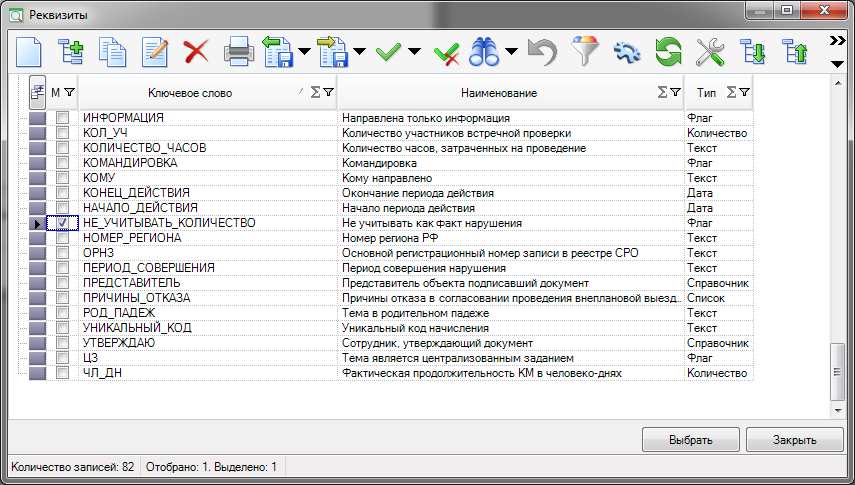 Реквизиты
М Ключевое слово Наименование Тип
ИНФОРМАЦИЯ Направлена только информация Флаг
КОЛ_УЧ Количество участников встречной проверки Количество
КОЛИЧЕСТВО_ЧАСОВ Количество часов, затраченных на проведение Текст
КОМАНДИРОВКА Командировка Флаг
КОМУ Кому направлено Текст
КОНЕЦ_ДЕЙСТВИЯ Окончание периода действия Дата
НАЧАЛО_ДЕЙСТВИЯ Начало периода действия Дата
НЕ_УЧИТЫВАТЬ_КОЛИЧЕСТВО Не учитывать как факт нарушения Флаг
НОМЕР_РЕГИОНА Номер региона РФ Текст
ОРНЗ Основной регистрационный номер записи в реестре СРО Текст
ПЕРИОД_СОВЕРШЕНИЯ Период совершения нарушения Текст
ПРЕДСТАВИТЕЛЬ Представитель объекта подписавший документ Справочник
ПРИЧИНЫ_ОТКАЗА Причины отказа в согласовании проведения внеплановой выезд... Список
РОД_ПАДЕЖ Тема в родительном падеже Текст
УНИКАЛЬНЫЙ_КОД Уникальный код начисления Текст
УТВЕРЖДАЮ Сотрудник, утверждающий документ Справочник
ЦЗ Тема является централизованным заданием Флаг
ЧЛ_ДН Фактическая продолжительность КМ в человеко-днях Количество
Выбрать Закрыть
Количество записей: 82 Отобрано: 1. Выделено: 1